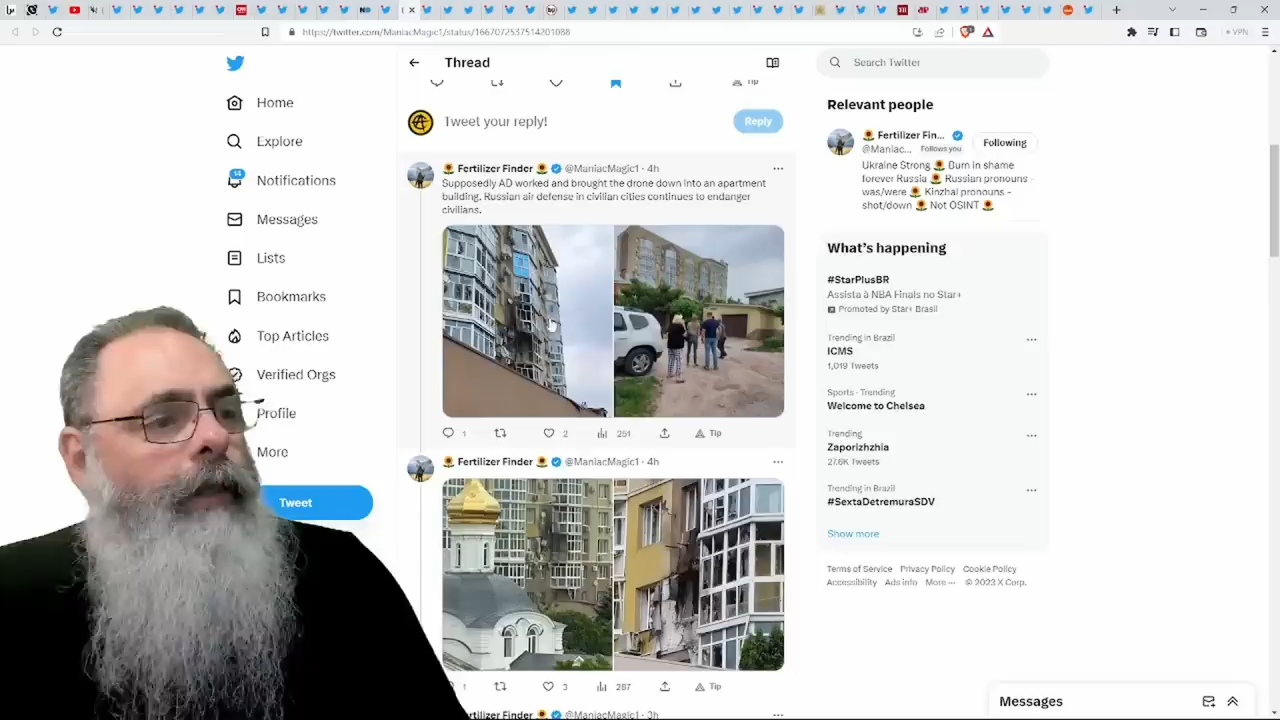 https://twitter.com/ManiacMagic1/status/1667072537514201088
VPN
Home
Explore
14
Notifications
Messages
Lists
Bookmarks
Top Articles
Verified Orgs
Profile
More
Tweet
Thread
Tip
Tweet your reply!
Reply
Fertilizer Finder @ManiacMagic1 · 4h
Supposedly AD worked and brought the drone down into an apartment
building. Russian air defense in civilian cities continues to endanger
civilians.
1 2 251 Tip
Fertilizer Finder @ManiacMagic1 · 4h
1 3 287 Tip
Fertilizer Finder @ManiacMagic1 · 3h
Search Twitter
Relevant people
Fertilizer Fin...
@Maniac... Follows you
Following
Ukraine Strong Burn in shame
forever Russia Russian pronouns -
was/were Kinzhal pronouns -
shot/down Not OSINT
What's happening
#StarPlusBR
Assista à NBA Finals no Star+
Promoted by Star+ Brasil
Trending in Brazil
ICMS
1,019 Tweets
Sports · Trending
Welcome to Chelsea
Trending
Zaporizhzhia
27.6K Tweets
Trending in Brazil
#SextaDetremuraSDV
Show more
Terms of Service Privacy Policy Cookie Policy
Accessibility Ads info More ··· © 2023 X Corp.
Messages